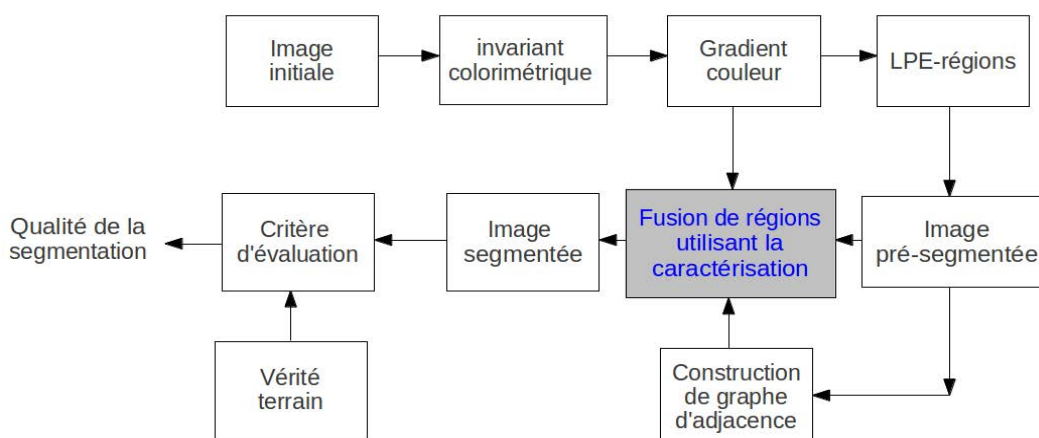 Image
initiale
invariant
colorimétrique
Gradient
couleur
LPE-régions
Qualité de la
segmentation
Critère
d'évaluation
Image
segmentée
Fusion de régions
utilisant la
caractérisation
Image
pré-segmentée
Vérité
terrain
Construction
de graphe
d'adjacence